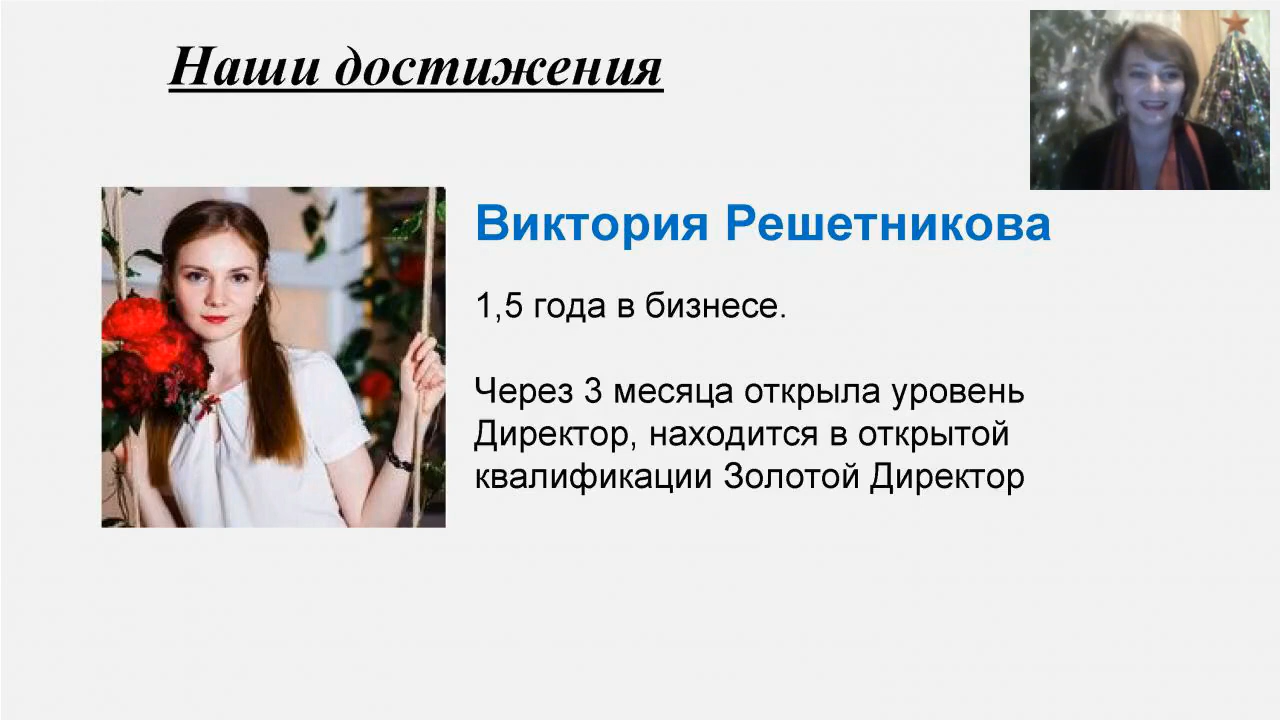 Наши достижения
Виктория Решетникова
1,5 года в бизнесе.
Через 3 месяца открыла уровень
Директор, находится в открытой
квалификации Золотой Директор